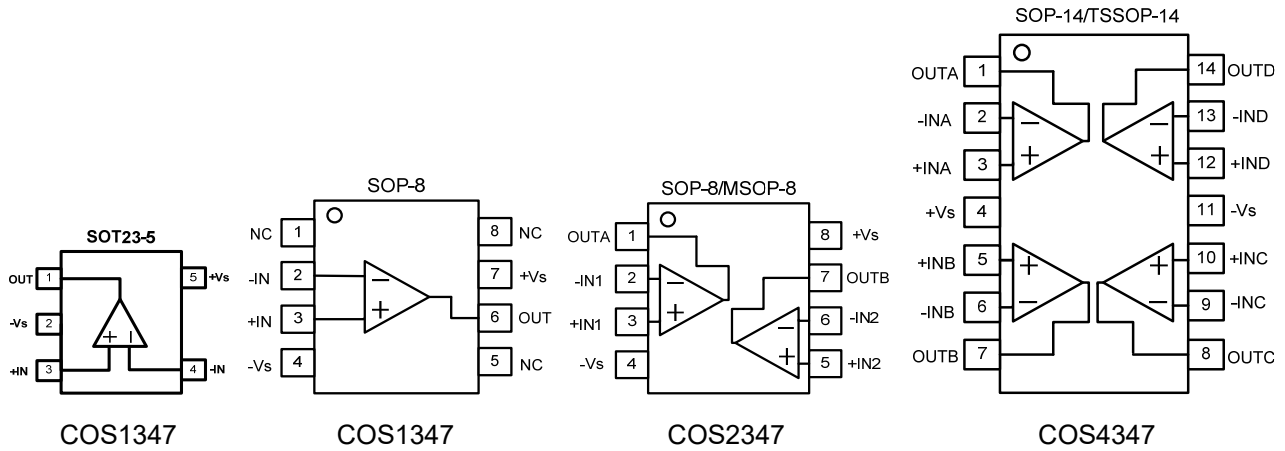 SOT23-5
OUT 1 5 +Vs
-Vs 2
+IN 3 4 -IN
+ -
COS1347
SOP-8
NC 1 8 NC
-IN 2 7 +Vs
+IN 3 6 OUT
-Vs 4 5 NC
-
+
COS1347
SOP-8/MSOP-8
OUTA 1 8 +Vs
-IN1 2 7 OUTB
+IN1 3 6 -IN2
-Vs 4 5 +IN2
- -
+ +
COS2347
SOP-14/TSSOP-14
OUTA 1 14 OUTD
-INA 2 13 -IND
+INA 3 12 +IND
+Vs 4 11 -Vs
+INB 5 10 +INC
-INB 6 9 -INC
OUTB 7 8 OUTC
- -
+ +
+ +
- -
COS4347